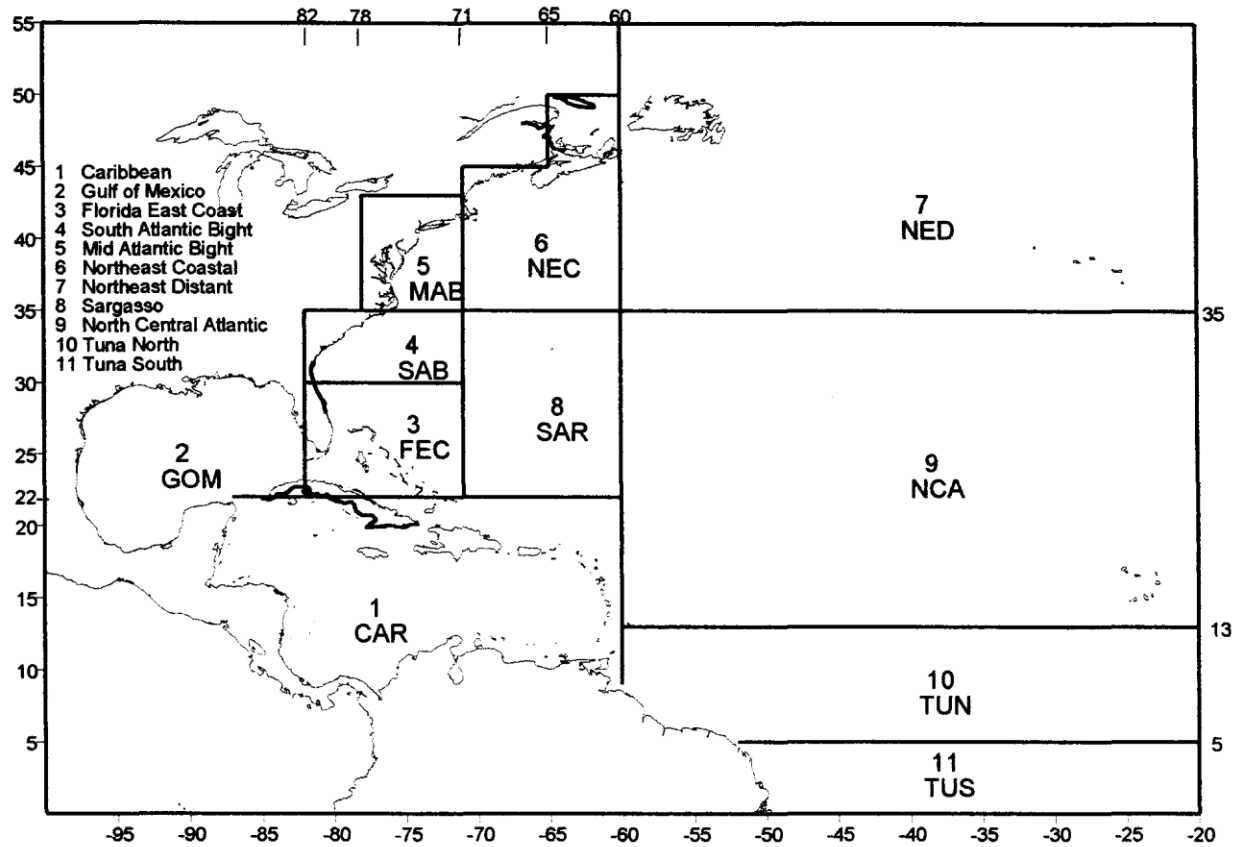 82 78 71 65 60
55
50
45
40
35
30
25
22
20
15
10
5
1 Caribbean
2 Gulf of Mexico
3 Florida East Coast
4 South Atlantic Bight
5 Mid Atlantic Bight
6 Northeast Coastal
7 Northeast Distant
8 Sargasso
9 North Central Atlantic
10 Tuna North
11 Tuna South
7
NED
6
NEC
5
MAB
4
SAB
3
FEC
8
SAR
2
GOM
9
NCA
1
CAR
10
TUN
11
TUS
35
13
5
-95 -90 -85 -80 -75 -70 -65 -60 -55 -50 -45 -40 -35 -30 -25 -20